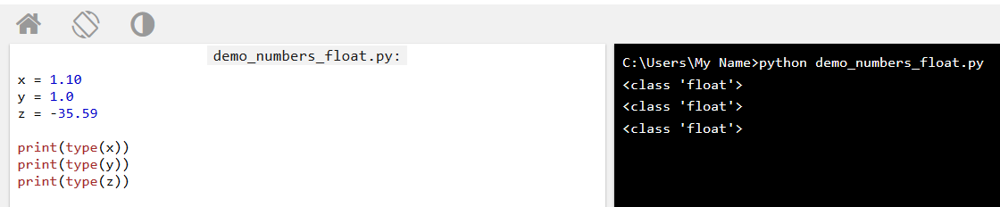 demo_numbers_float.py:
x = 1.10
y = 1.0
z = -35.59
print(type(x))
print(type(y))
print(type(z))
C:\Users\My Name>python demo_numbers_float.py
<class 'float'>
<class 'float'>
<class 'float'>